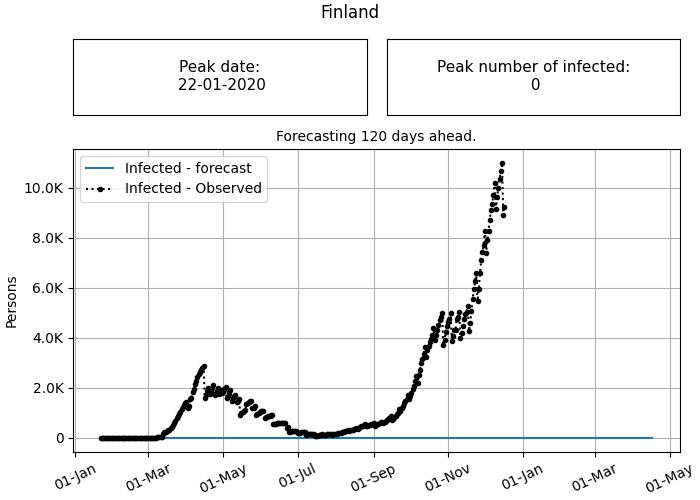 Finland
Peak date:
22-01-2020
Peak number of infected:
0
Forecasting 120 days ahead.
Infected - forecast
Infected - Observed
Persons
10.0K
8.0K
6.0K
4.0K
2.0K
0
01-Jan
01-Mar
01-May
01-Jul
01-Sep
01-Nov
01-Jan
01-Mar
01-May